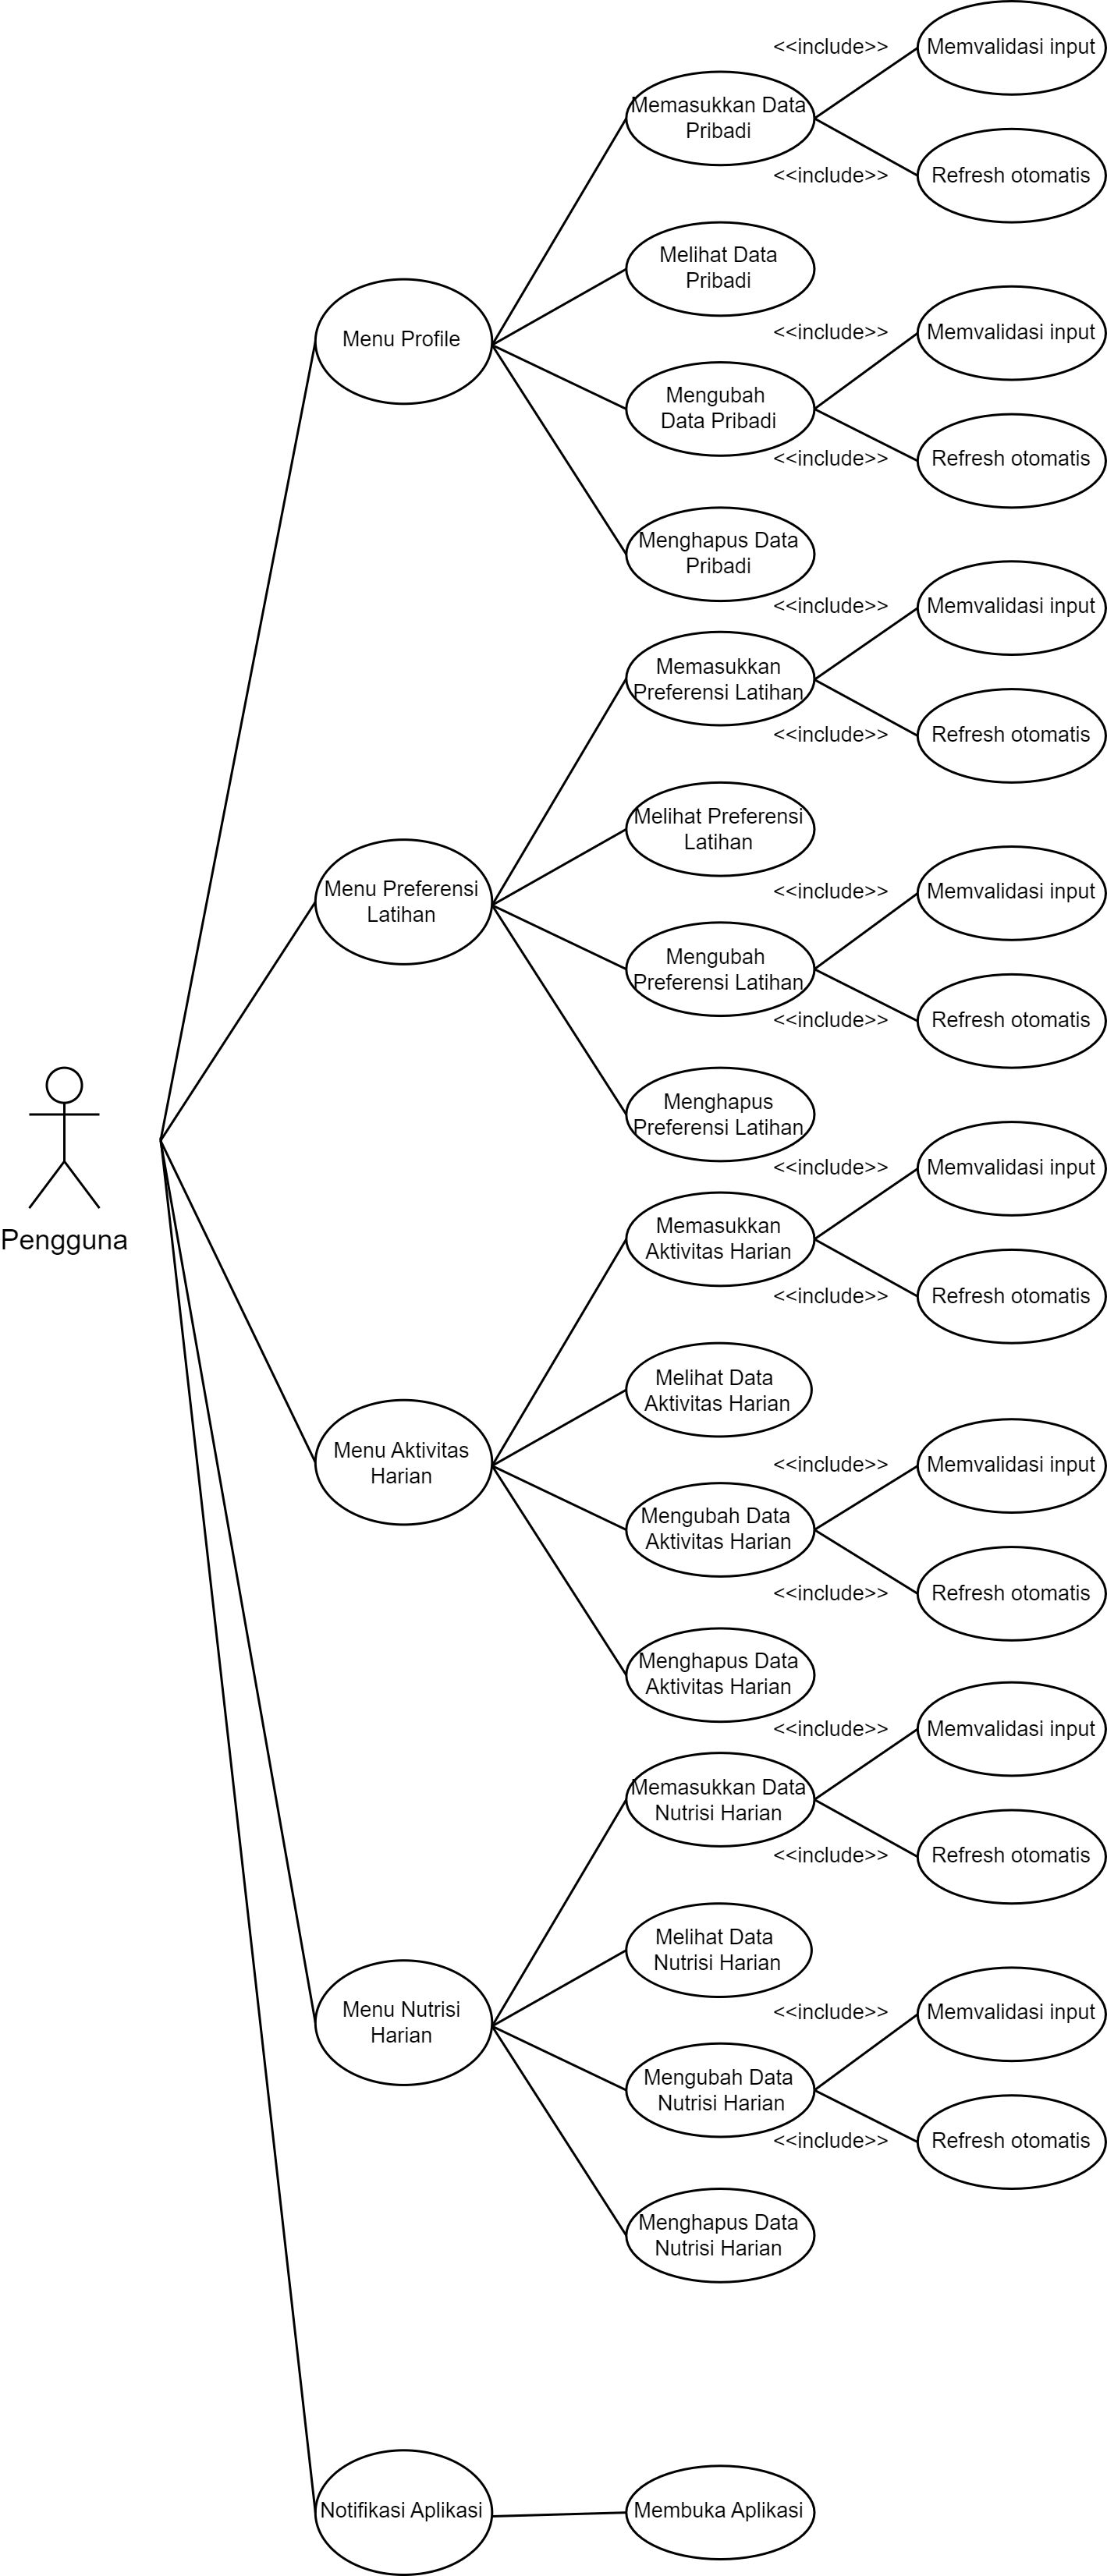 <<include>>
Memvalidasi input
Memasukkan Data
Pribadi
<<include>>
Refresh otomatis
Melihat Data
Pribadi
Menu Profile
<<include>>
Memvalidasi input
Mengubah
Data Pribadi
<<include>>
Refresh otomatis
Menghapus Data
Pribadi
<<include>>
Memvalidasi input
Memasukkan
Preferensi Latihan
<<include>>
Refresh otomatis
Melihat Preferensi
Latihan
Menu Preferensi
Latihan
<<include>>
Memvalidasi input
Mengubah
Preferensi Latihan
<<include>>
Refresh otomatis
Menghapus
Preferensi Latihan
<<include>>
Memvalidasi input
Pengguna
Memasukkan
Aktivitas Harian
<<include>>
Refresh otomatis
Melihat Data
Aktivitas Harian
Menu Aktivitas
Harian
<<include>>
Memvalidasi input
Mengubah Data
Aktivitas Harian
<<include>>
Refresh otomatis
Menghapus Data
Aktivitas Harian
<<include>>
Memvalidasi input
Memasukkan Data
Nutrisi Harian
<<include>>
Refresh otomatis
Melihat Data
Nutrisi Harian
Menu Nutrisi
Harian
<<include>>
Memvalidasi input
Mengubah Data
Nutrisi Harian
<<include>>
Refresh otomatis
Menghapus Data
Nutrisi Harian
Notifikasi Aplikasi
Membuka Aplikasi